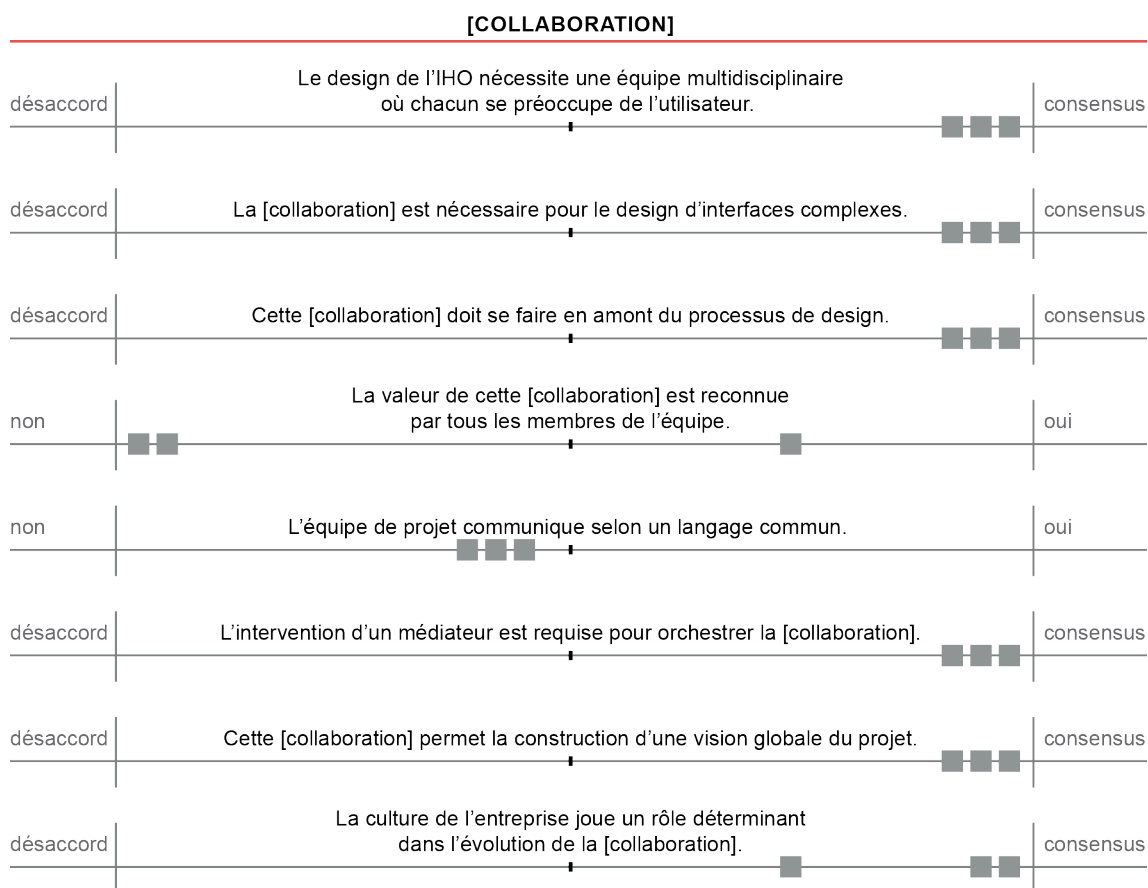 [COLLABORATION]
Le design de l’IHO nécessite une équipe multidisciplinaire
où chacun se préoccupe de l’utilisateur.
désaccord
consensus
La [collaboration] est nécessaire pour le design d’interfaces complexes.
désaccord
consensus
Cette [collaboration] doit se faire en amont du processus de design.
désaccord
consensus
La valeur de cette [collaboration] est reconnue
par tous les membres de l’équipe.
non
oui
L’équipe de projet communique selon un langage commun.
non
oui
L’intervention d’un médiateur est requise pour orchestrer la [collaboration].
désaccord
consensus
Cette [collaboration] permet la construction d’une vision globale du projet.
désaccord
consensus
La culture de l’entreprise joue un rôle déterminant
dans l’évolution de la [collaboration].
désaccord
consensus